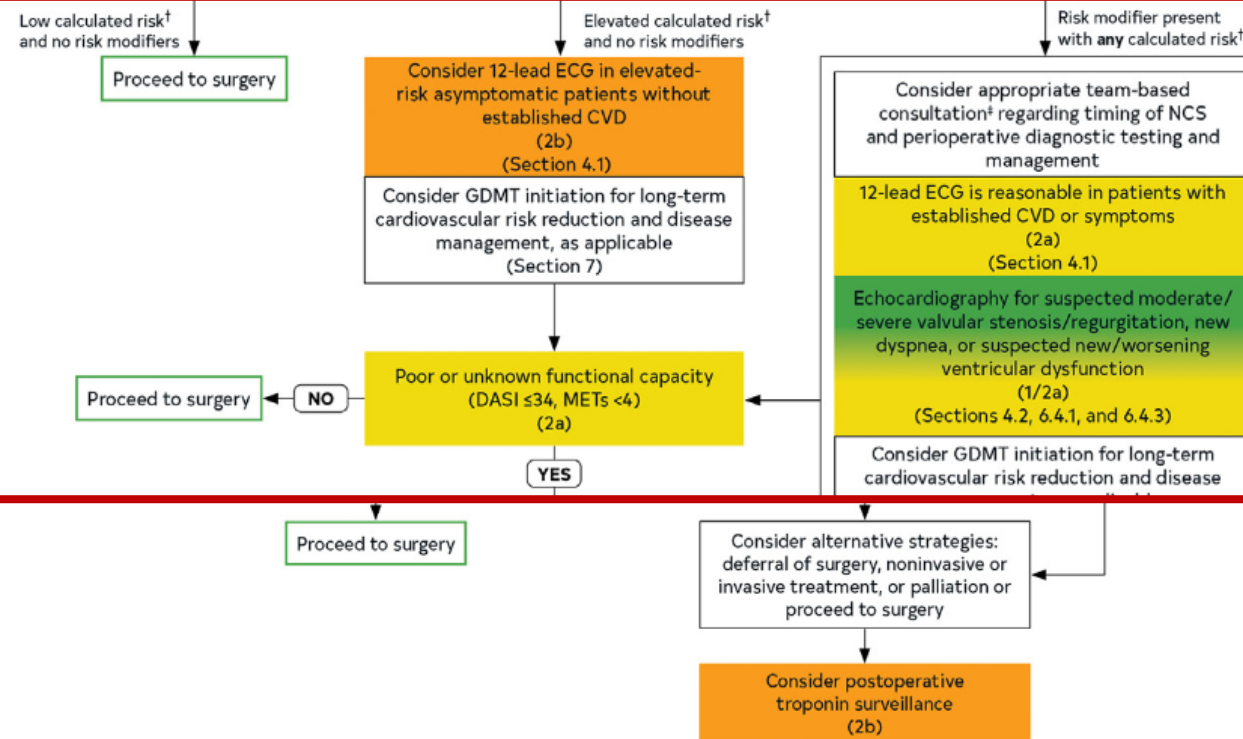 Low calculated risk†
and no risk modifiers
Elevated calculated risk†
and no risk modifiers
Risk modifier present
with any calculated risk†
Proceed to surgery
Consider 12-lead ECG in elevated-
risk asymptomatic patients without
established CVD
(2b)
(Section 4.1)
Consider GDMT initiation for long-term
cardiovascular risk reduction and disease
management, as applicable
(Section 7)
Consider appropriate team-based
consultation‡ regarding timing of NCS
and perioperative diagnostic testing and
management
12-lead ECG is reasonable in patients with
established CVD or symptoms
(2a)
(Section 4.1)
Echocardiography for suspected moderate/
severe valvular stenosis/regurgitation, new
dyspnea, or suspected new/worsening
ventricular dysfunction
(1/2a)
(Sections 4.2, 6.4.1, and 6.4.3)
Consider GDMT initiation for long-term
cardiovascular risk reduction and disease
Proceed to surgery
NO
Poor or unknown functional capacity
(DASI ≤34, METs <4)
(2a)
YES
Proceed to surgery
Consider alternative strategies:
deferral of surgery, noninvasive or
invasive treatment, or palliation or
proceed to surgery
Consider postoperative
troponin surveillance
(2b)